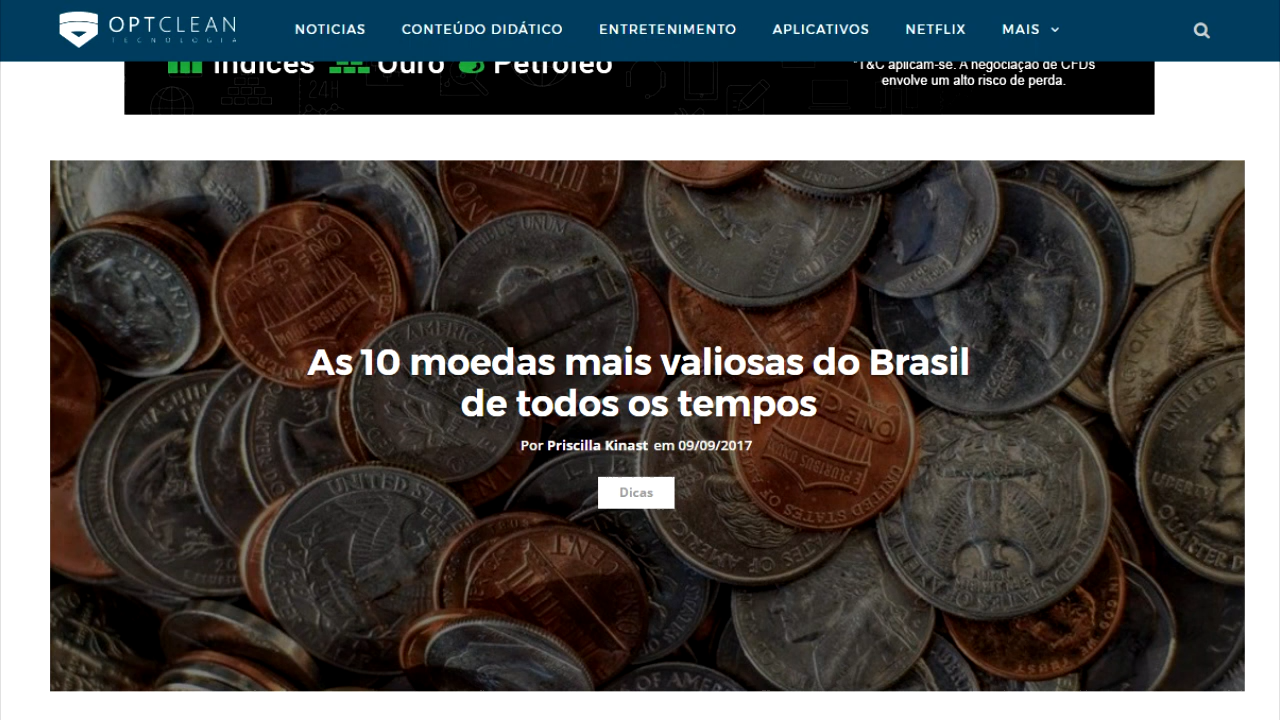 OPTCLEAN
TECNOLOGIA
NOTICIAS CONTEÚDO DIDÁTICO ENTRETENIMENTO APLICATIVOS NETFLIX MAIS
Índices Ouro Petróleo
*T&C aplicam-se. A negociação de CFDs
envolve um alto risco de perda.
As 10 moedas mais valiosas do Brasil
de todos os tempos
Por Priscilla Kinast em 09/09/2017
Dicas